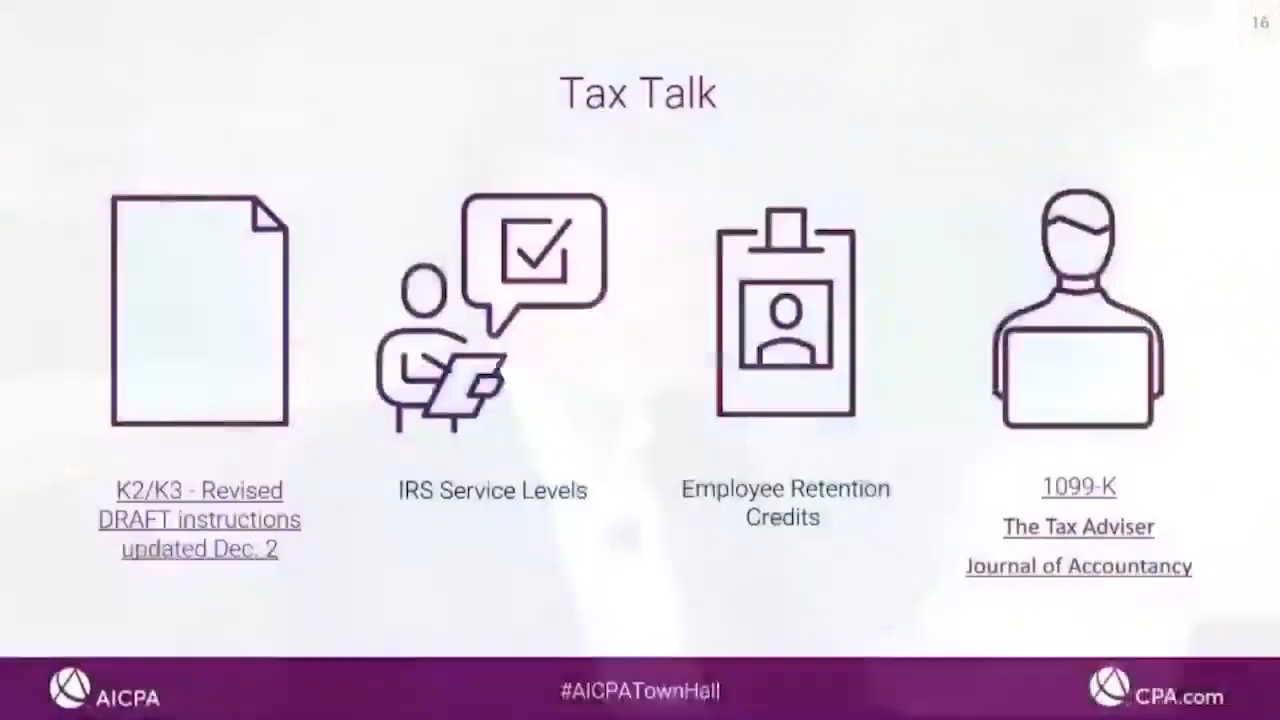 16
Tax Talk
K2/K3 - Revised
DRAFT instructions
updated Dec. 2
IRS Service Levels
Employee Retention
Credits
1099-K
The Tax Adviser
Journal of Accountancy
AICPA
#AICPATownHall
CPA.com